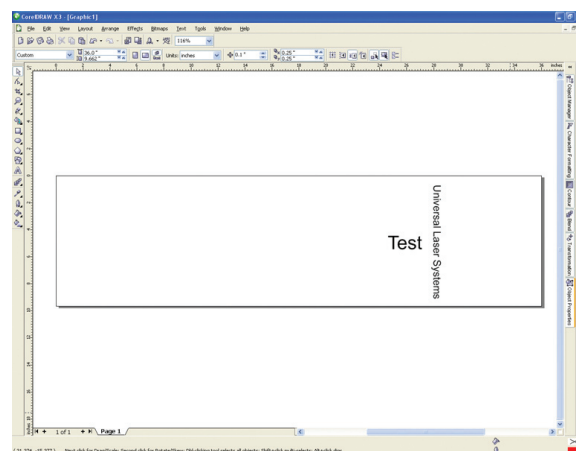 CorelDRAW X3 - [Graphic1]
File Edit View Layout Arrange Effects Bitmaps Text Tools Window Help
116%
Custom 36.0 " 9.662 " Units: inches 0.1 " 0.25 " 0.25 "
inches
Test
Universal Laser Systems
Object Manager
Character Formatting
Contour
Blend
Transformation
Object Properties
1 of 1 Page 1